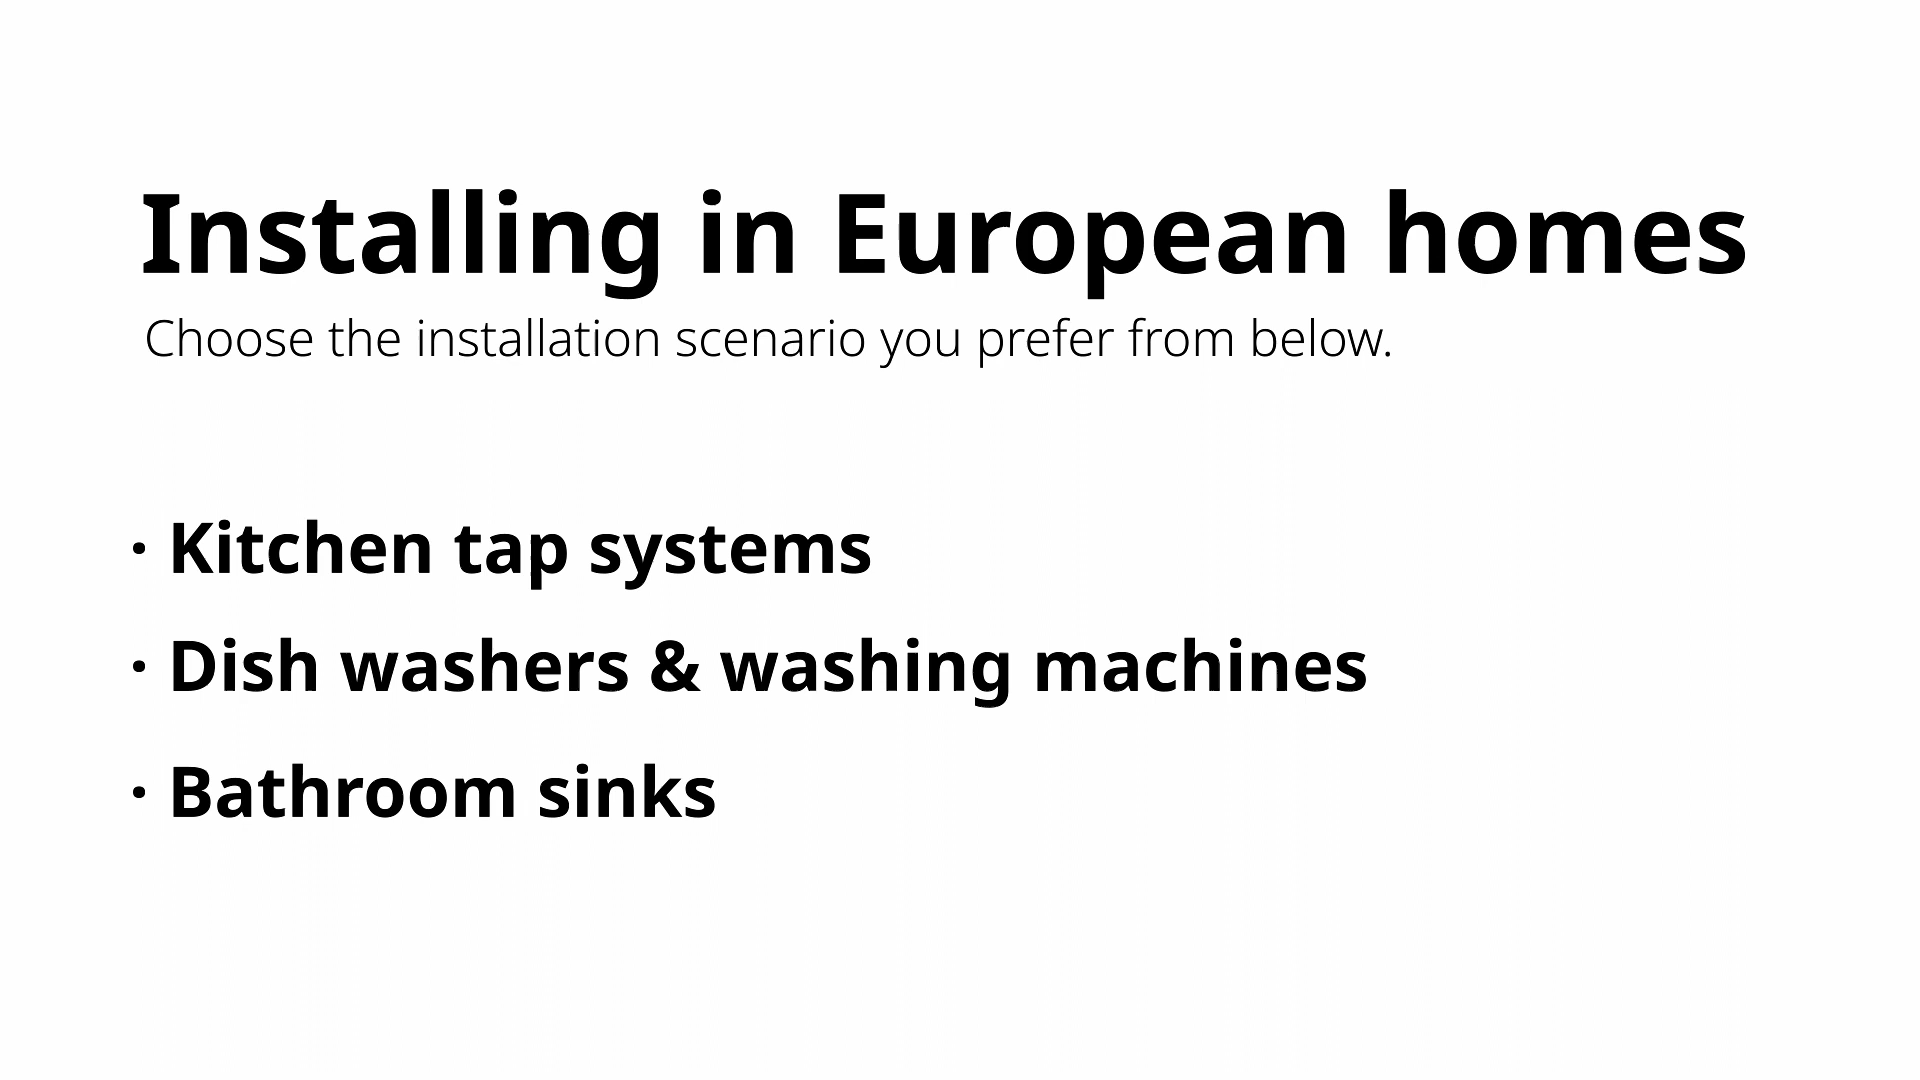 Installing in European homes
Choose the installation scenario you prefer from below.
· Kitchen tap systems
· Dish washers & washing machines
· Bathroom sinks